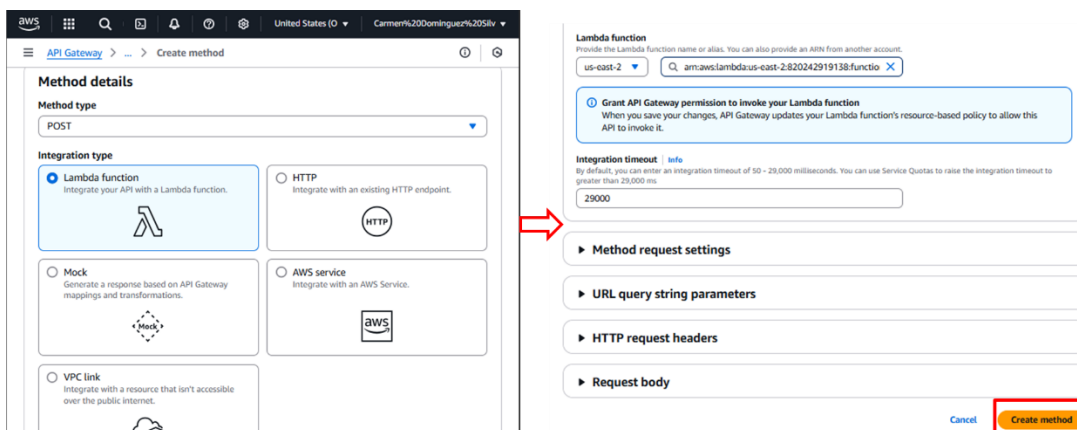 aws
United States (O
Carmen%20Dominguez%20Silv
API Gateway > ... > Create method
Method details
Method type
POST
Integration type
Lambda function
Integrate your API with a Lambda function.
HTTP
Integrate with an existing HTTP endpoint.
HTTP
Mock
Generate a response based on API Gateway
mappings and transformations.
Mock
AWS service
Integrate with an AWS Service.
aws
VPC link
Integrate with a resource that isn't accessible
over the public internet.
Lambda function
Provide the Lambda function name or alias. You can also provide an ARN from another account.
us-east-2
arn:aws:lambda:us-east-2:820242919138:functio
Grant API Gateway permission to invoke your Lambda function
When you save your changes, API Gateway updates your Lambda function's resource-based policy to allow this
API to invoke it.
Integration timeout | Info
By default, you can enter an integration timeout of 50 - 29,000 milliseconds. You can use Service Quotas to raise the integration timeout to
greater than 29,000 ms
29000
Method request settings
URL query string parameters
HTTP request headers
Request body
Cancel
Create method